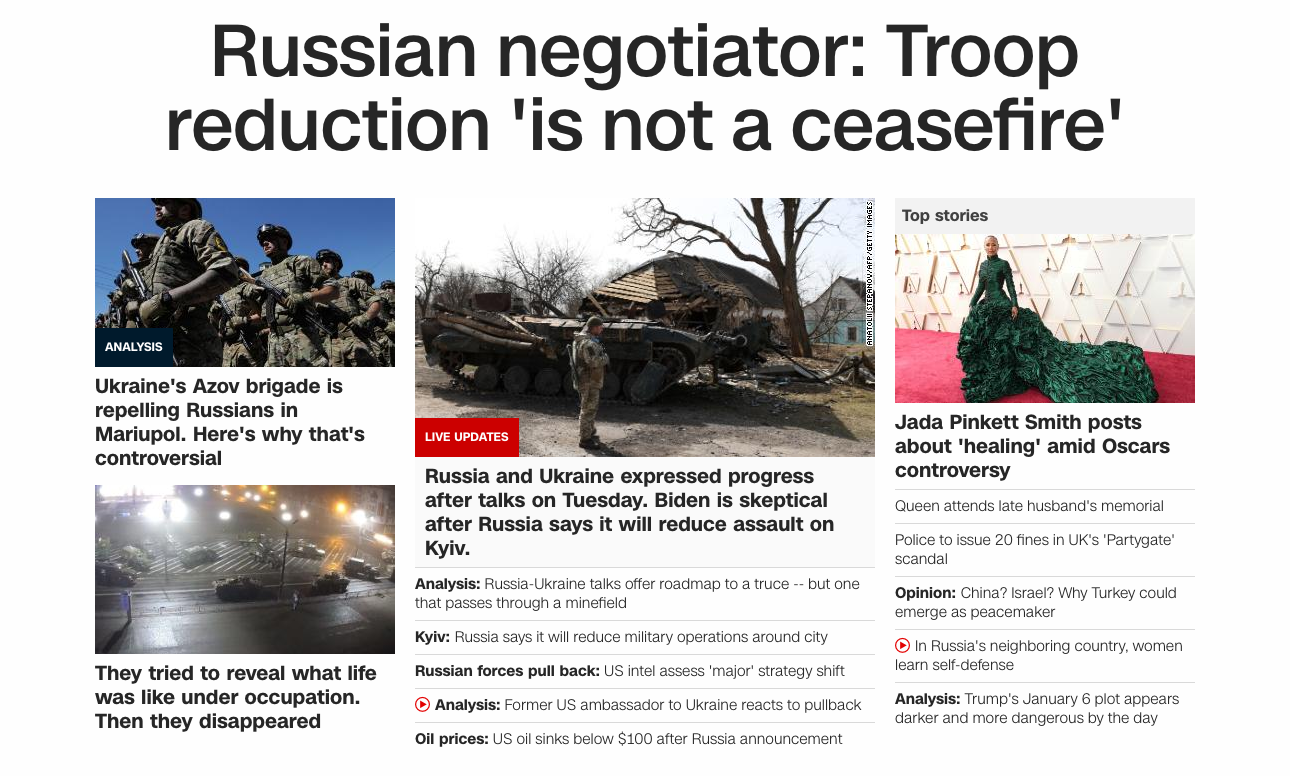 Russian negotiator: Troop
reduction 'is not a ceasefire'
ANALYSIS
Ukraine's Azov brigade is
repelling Russians in
Mariupol. Here's why that's
controversial
They tried to reveal what life
was like under occupation.
Then they disappeared
ANATOLII STEPANOV/AFP/GETTY IMAGES
LIVE UPDATES
Russia and Ukraine expressed progress
after talks on Tuesday. Biden is skeptical
after Russia says it will reduce assault on
Kyiv.
Analysis: Russia-Ukraine talks offer roadmap to a truce -- but one
that passes through a minefield
Kyiv: Russia says it will reduce military operations around city
Russian forces pull back: US intel assess 'major' strategy shift
Analysis: Former US ambassador to Ukraine reacts to pullback
Oil prices: US oil sinks below $100 after Russia announcement
Top stories
Jada Pinkett Smith posts
about 'healing' amid Oscars
controversy
Queen attends late husband's memorial
Police to issue 20 fines in UK's 'Partygate'
scandal
Opinion: China? Israel? Why Turkey could
emerge as peacemaker
In Russia's neighboring country, women
learn self-defense
Analysis: Trump's January 6 plot appears
darker and more dangerous by the day